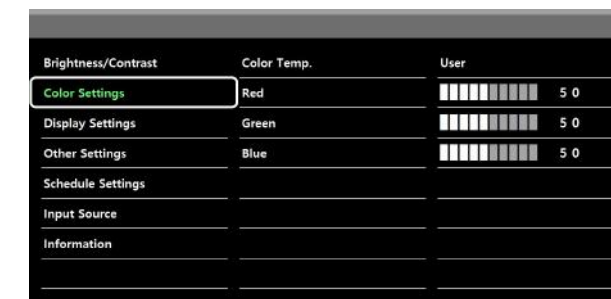 Brightness/Contrast Color Temp. User
Color Settings Red 5 0
Display Settings Green 5 0
Other Settings Blue 5 0
Schedule Settings
Input Source
Information